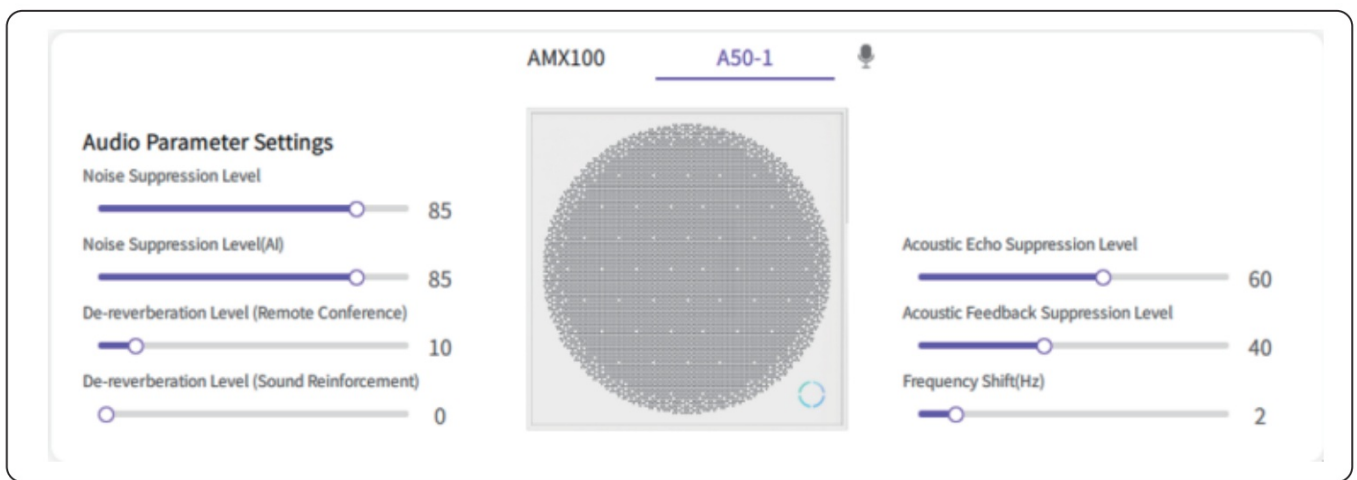 AMX100 A50-1
Audio Parameter Settings
Noise Suppression Level
85
Noise Suppression Level(AI)
85
De-reverberation Level (Remote Conference)
10
De-reverberation Level (Sound Reinforcement)
0
Acoustic Echo Suppression Level
60
Acoustic Feedback Suppression Level
40
Frequency Shift(Hz)
2